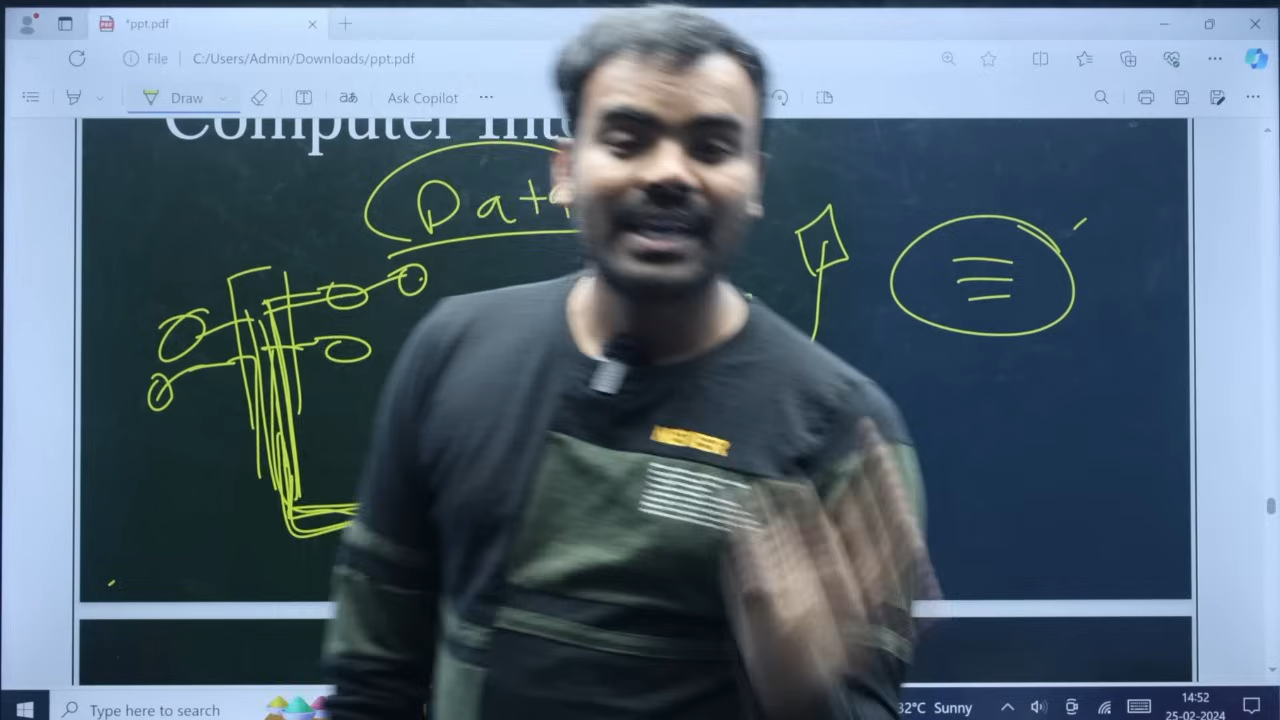 *ppt.pdf
File C:/Users/Admin/Downloads/ppt.pdf
Draw Ask Copilot
Computer
Data
Type here to search
32°C Sunny
14:52
25-02-2024